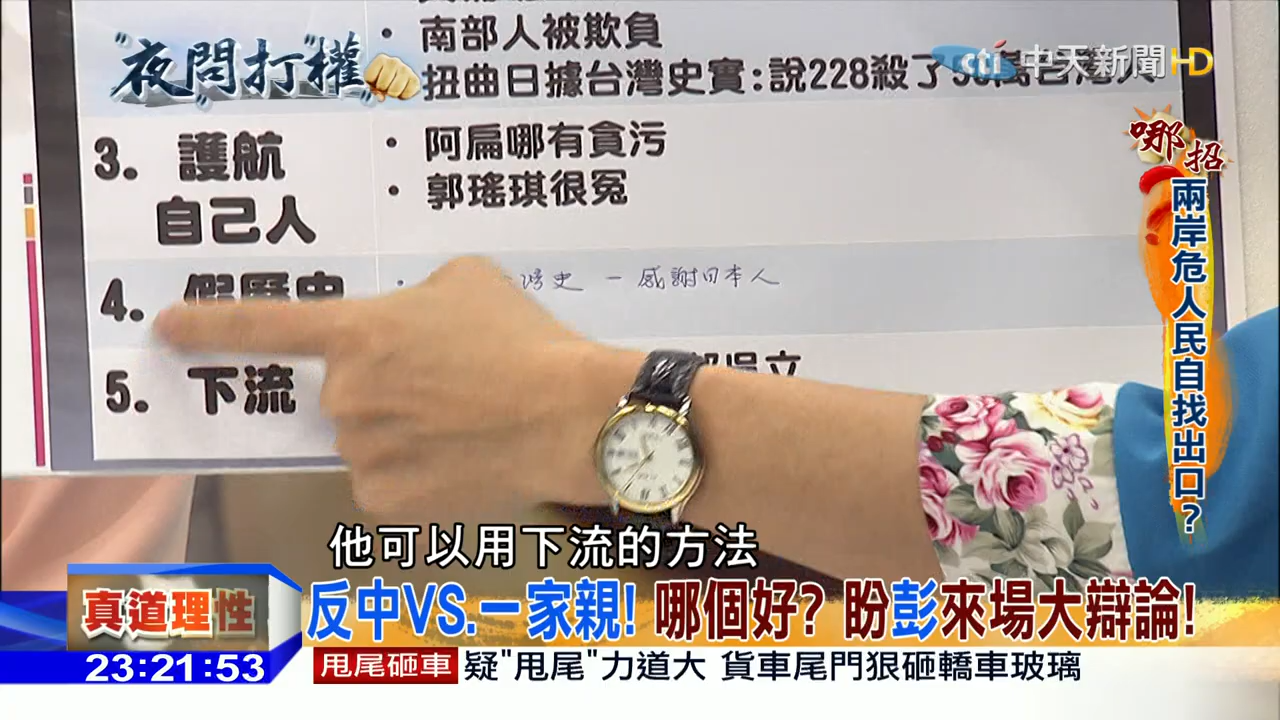 "夜問打權"
cti 中天新聞HD
南部人被欺負
扭曲日據台灣史實:說228殺了
3. 護航
自己人
阿扁哪有貪污
郭瑤琪很冤
4. 假歷史
灣史 — 感謝日本人
5. 下流
哪招
兩岸危人民自找出口?
他可以用下流的方法
真道理性
反中VS.一家親! 哪個好? 盼彭來場大辯論!
23:21:53
甩尾砸車 疑"甩尾"力道大 貨車尾門狠砸轎車玻璃